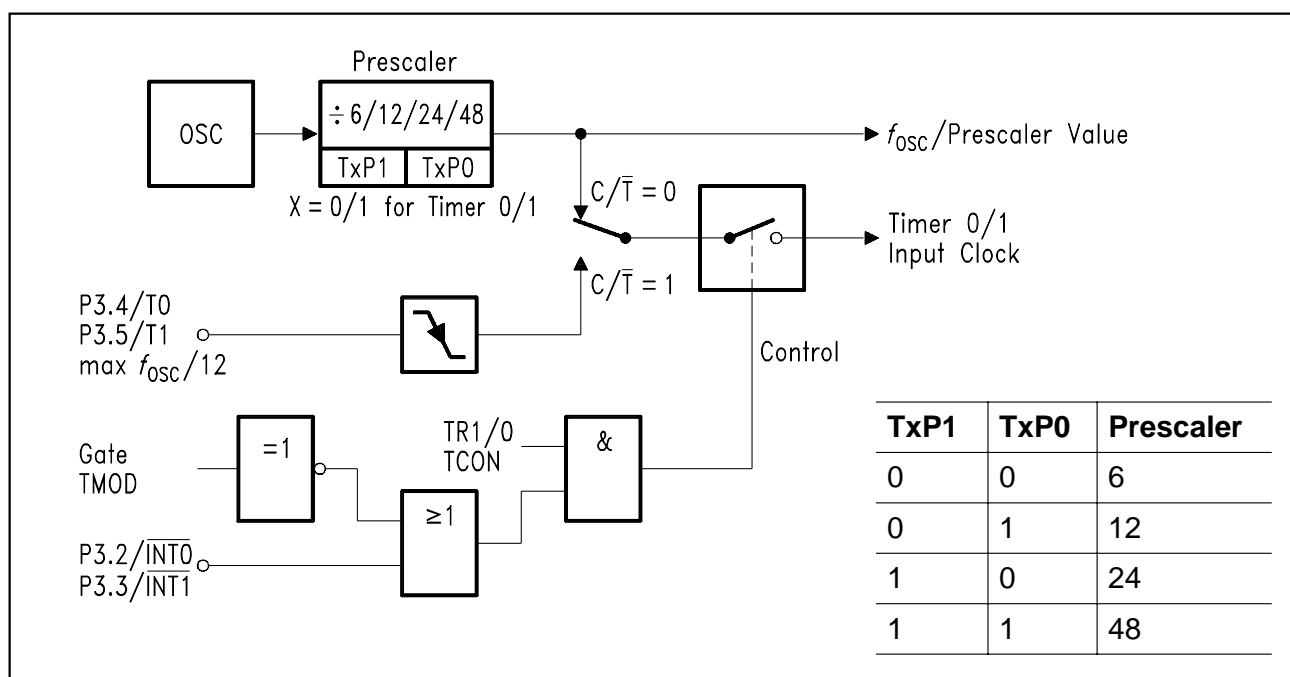 Prescaler
OSC
÷ 6/12/24/48
TxP1 TxP0
X = 0/1 for Timer 0/1
f_OSC/Prescaler Value
C/T̅ = 0
Timer 0/1
Input Clock
C/T̅ = 1
P3.4/T0
P3.5/T1
max f_OSC/12
Control
Gate
TMOD
=1
TR1/0
TCON
&
≥1
P3.2/I̅N̅T̅0̅
P3.3/I̅N̅T̅1̅
TxP1 TxP0 Prescaler
0 0 6
0 1 12
1 0 24
1 1 48